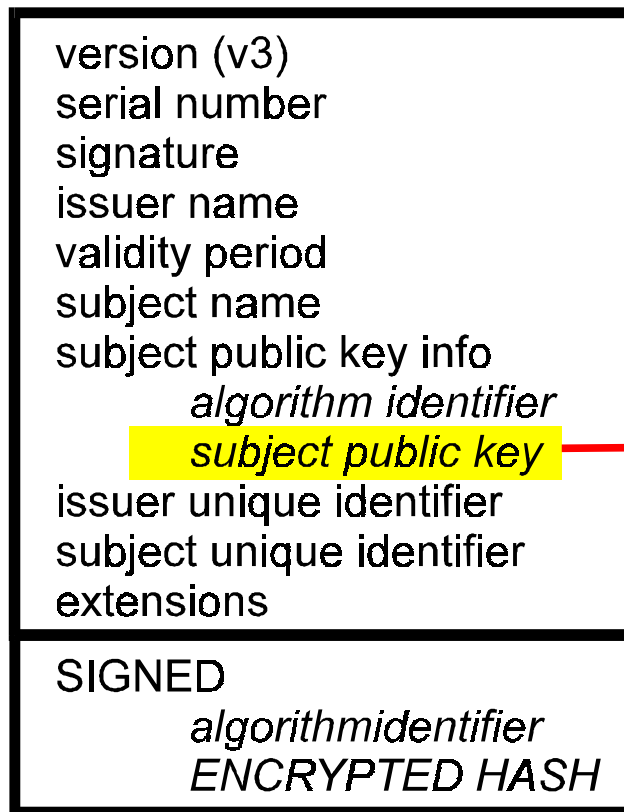 version (v3)
serial number
signature
issuer name
validity period
subject name
subject public key info
algorithm identifier
subject public key
issuer unique identifier
subject unique identifier
extensions
SIGNED
algorithmidentifier
ENCRYPTED HASH